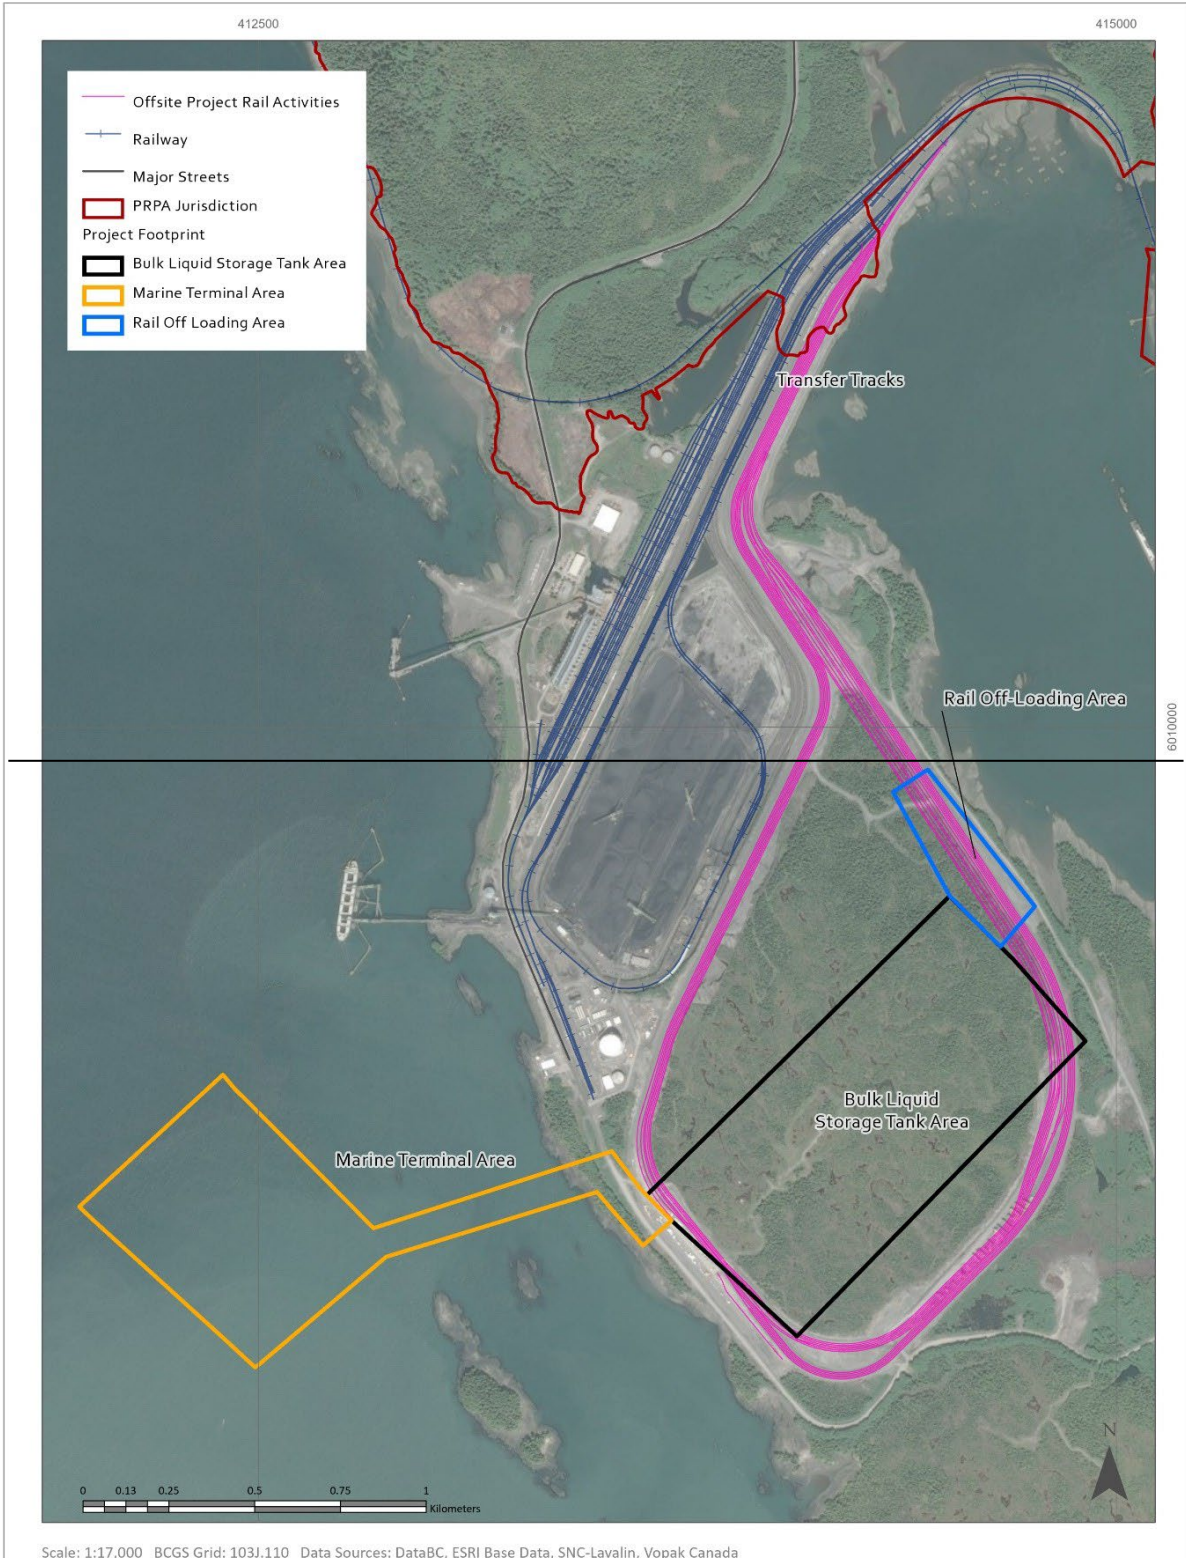 412500
415000
Offsite Project Rail Activities
Railway
Major Streets
PRPA Jurisdiction
Project Footprint
Bulk Liquid Storage Tank Area
Marine Terminal Area
Rail Off Loading Area
Transfer Tracks
Rail Off-Loading Area
6010000
Bulk Liquid
Storage Tank Area
Marine Terminal Area
N
0 0.13 0.25 0.5 0.75 1
Kilometers
Scale: 1:17,000 BCGS Grid: 103J.110 Data Sources: DataBC, ESRI Base Data, SNC-Lavalin, Vopak Canada